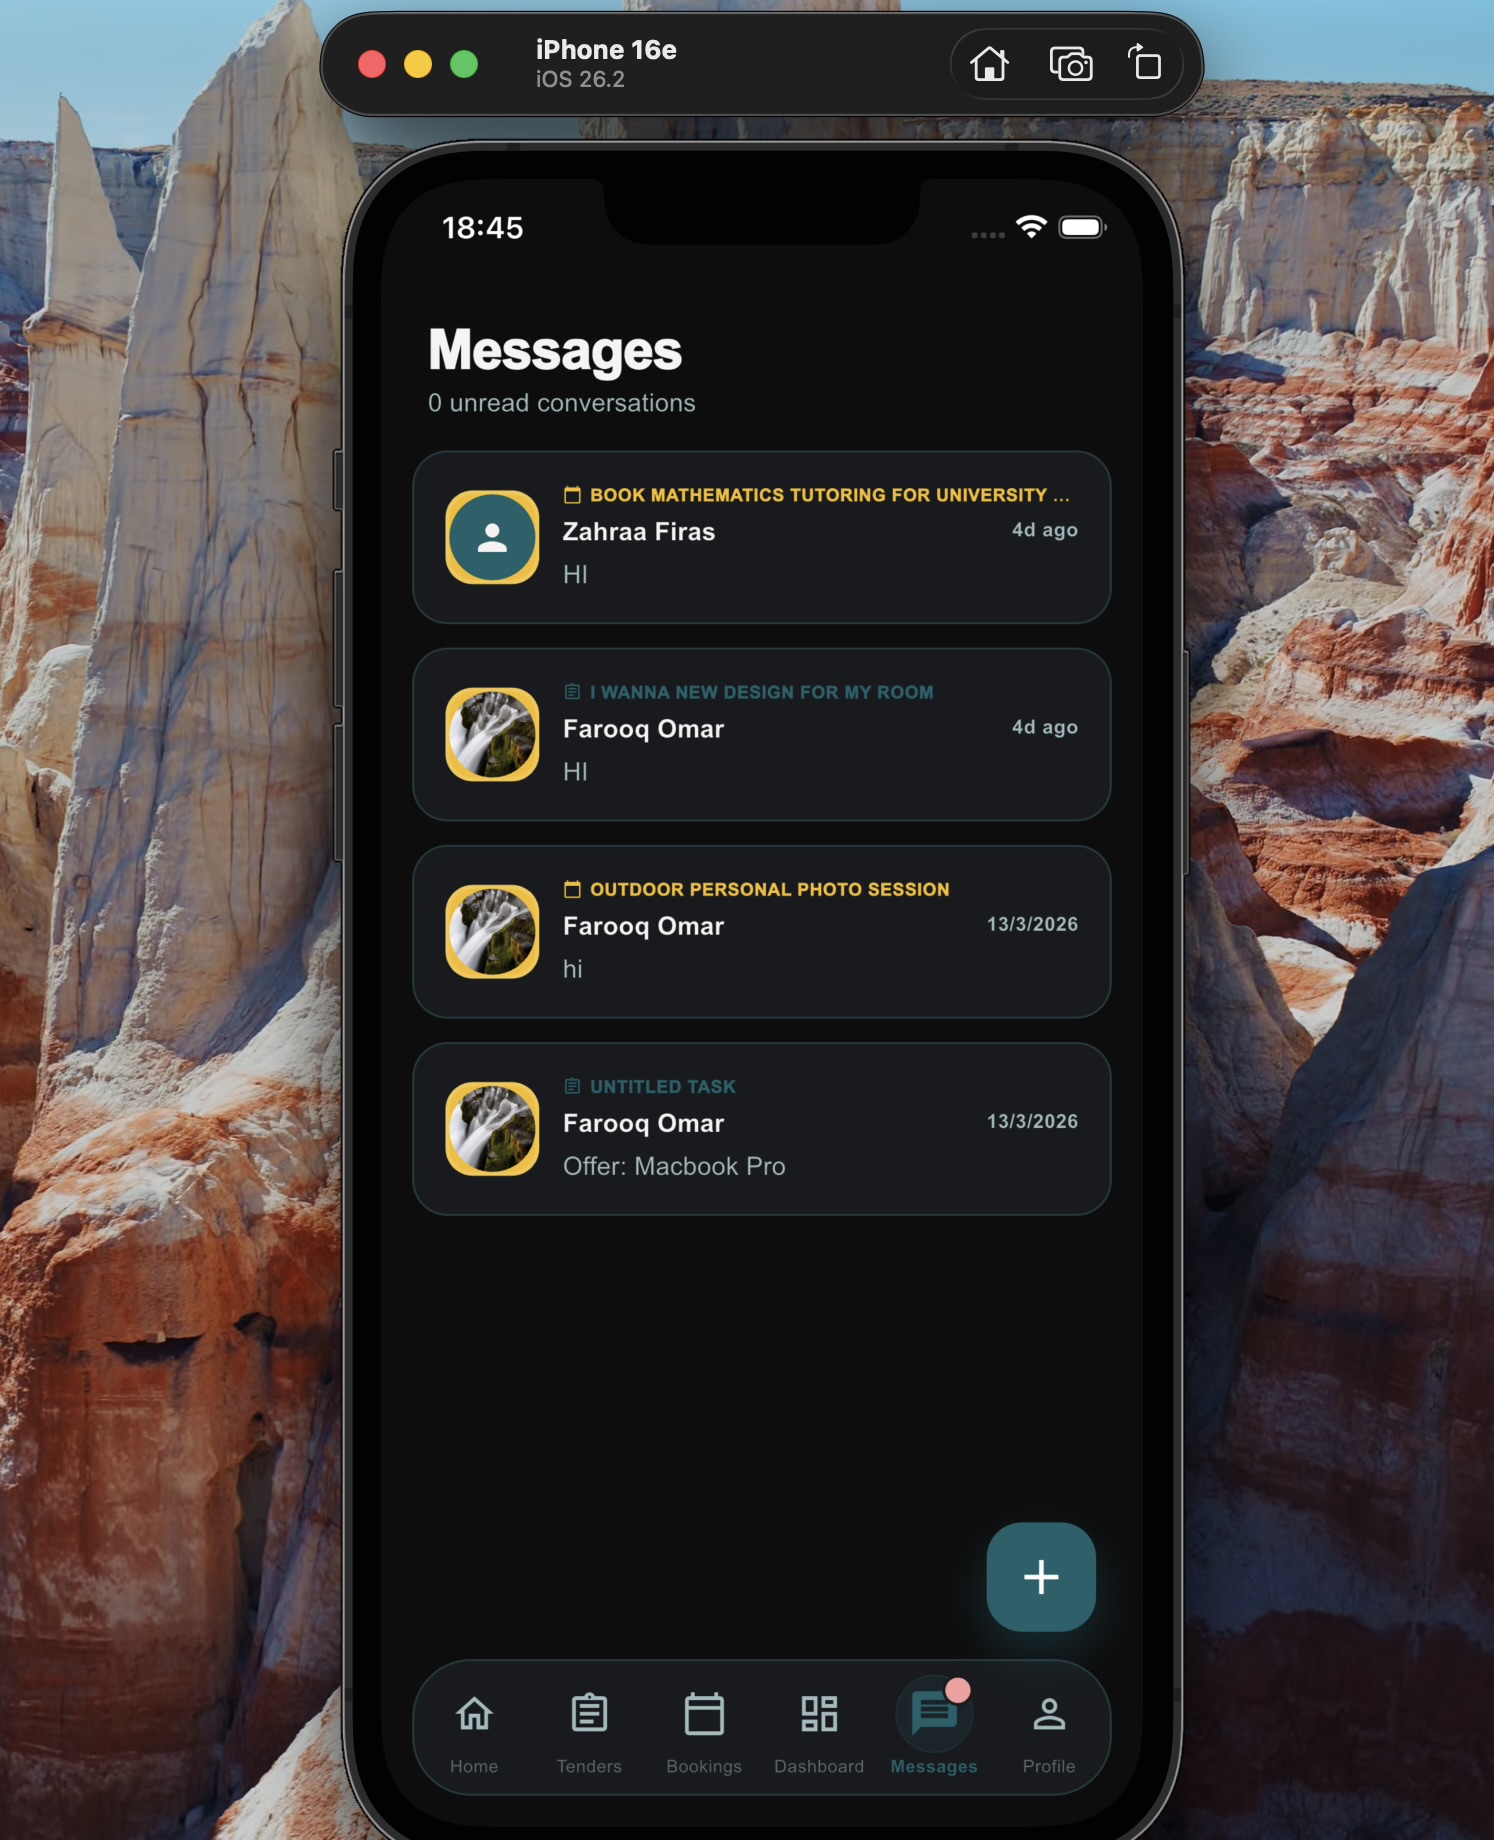 iPhone 16e
iOS 26.2
18:45
Messages
0 unread conversations
BOOK MATHEMATICS TUTORING FOR UNIVERSITY ...
Zahraa Firas
4d ago
HI
I WANNA NEW DESIGN FOR MY ROOM
Farooq Omar
4d ago
HI
OUTDOOR PERSONAL PHOTO SESSION
Farooq Omar
13/3/2026
hi
UNTITLED TASK
Farooq Omar
13/3/2026
Offer: Macbook Pro
Home
Tenders
Bookings
Dashboard
Messages
Profile